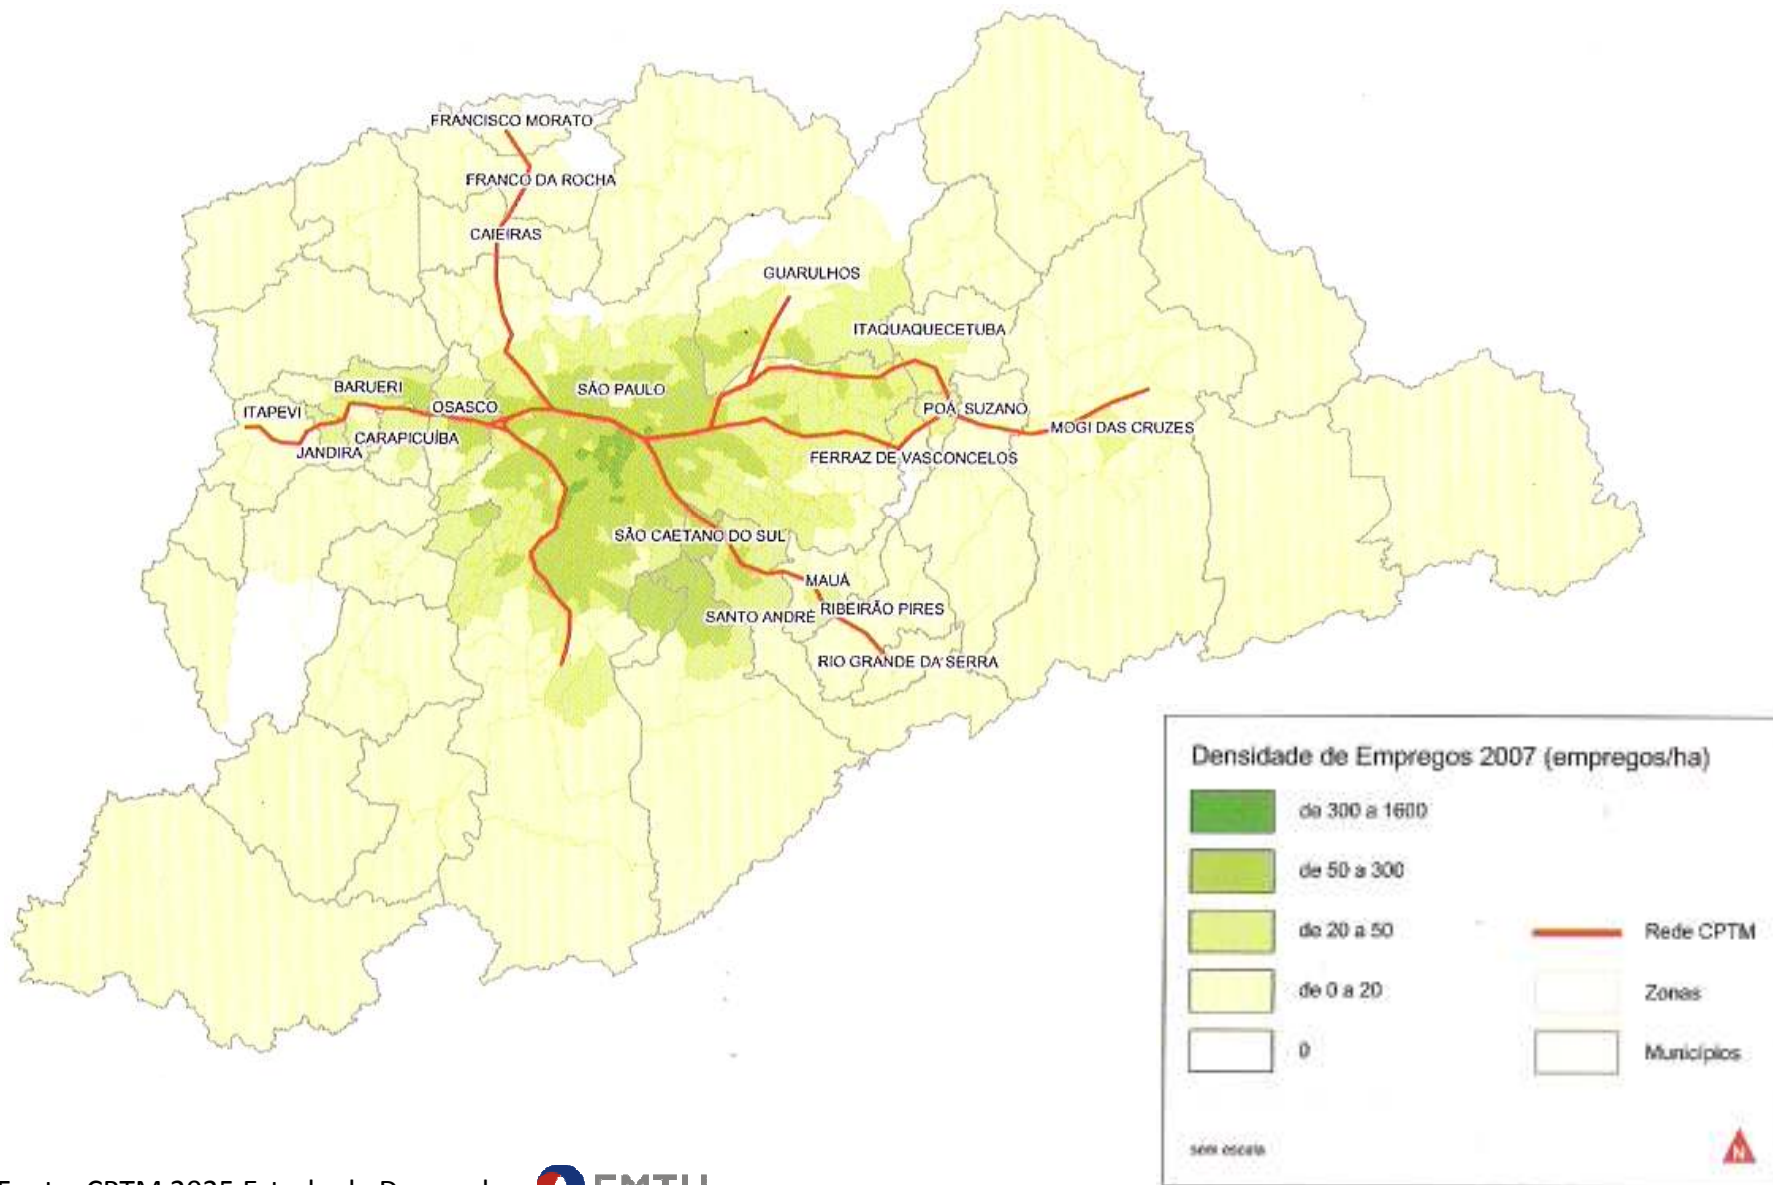 FRANCISCO MORATO
FRANCO DA ROCHA
CAIEIRAS
GUARULHOS
ITAQUAQUECETUBA
SÃO PAULO
BARUERI
OSASCO
ITAPEVI
CARAPICUÍBA
JANDIRA
POÁ SUZANO
MOGI DAS CRUZES
FERRAZ DE VASCONCELOS
SÃO CAETANO DO SUL
MAUÁ
SANTO ANDRÉ
RIBEIRÃO PIRES
RIO GRANDE DA SERRA
Densidade de Empregos 2007 (empregos/ha)
de 300 a 1600
de 50 a 300
de 20 a 50
Rede CPTM
de 0 a 20
Zonas
0
Municípios
sem escala
N
CPTM 2025